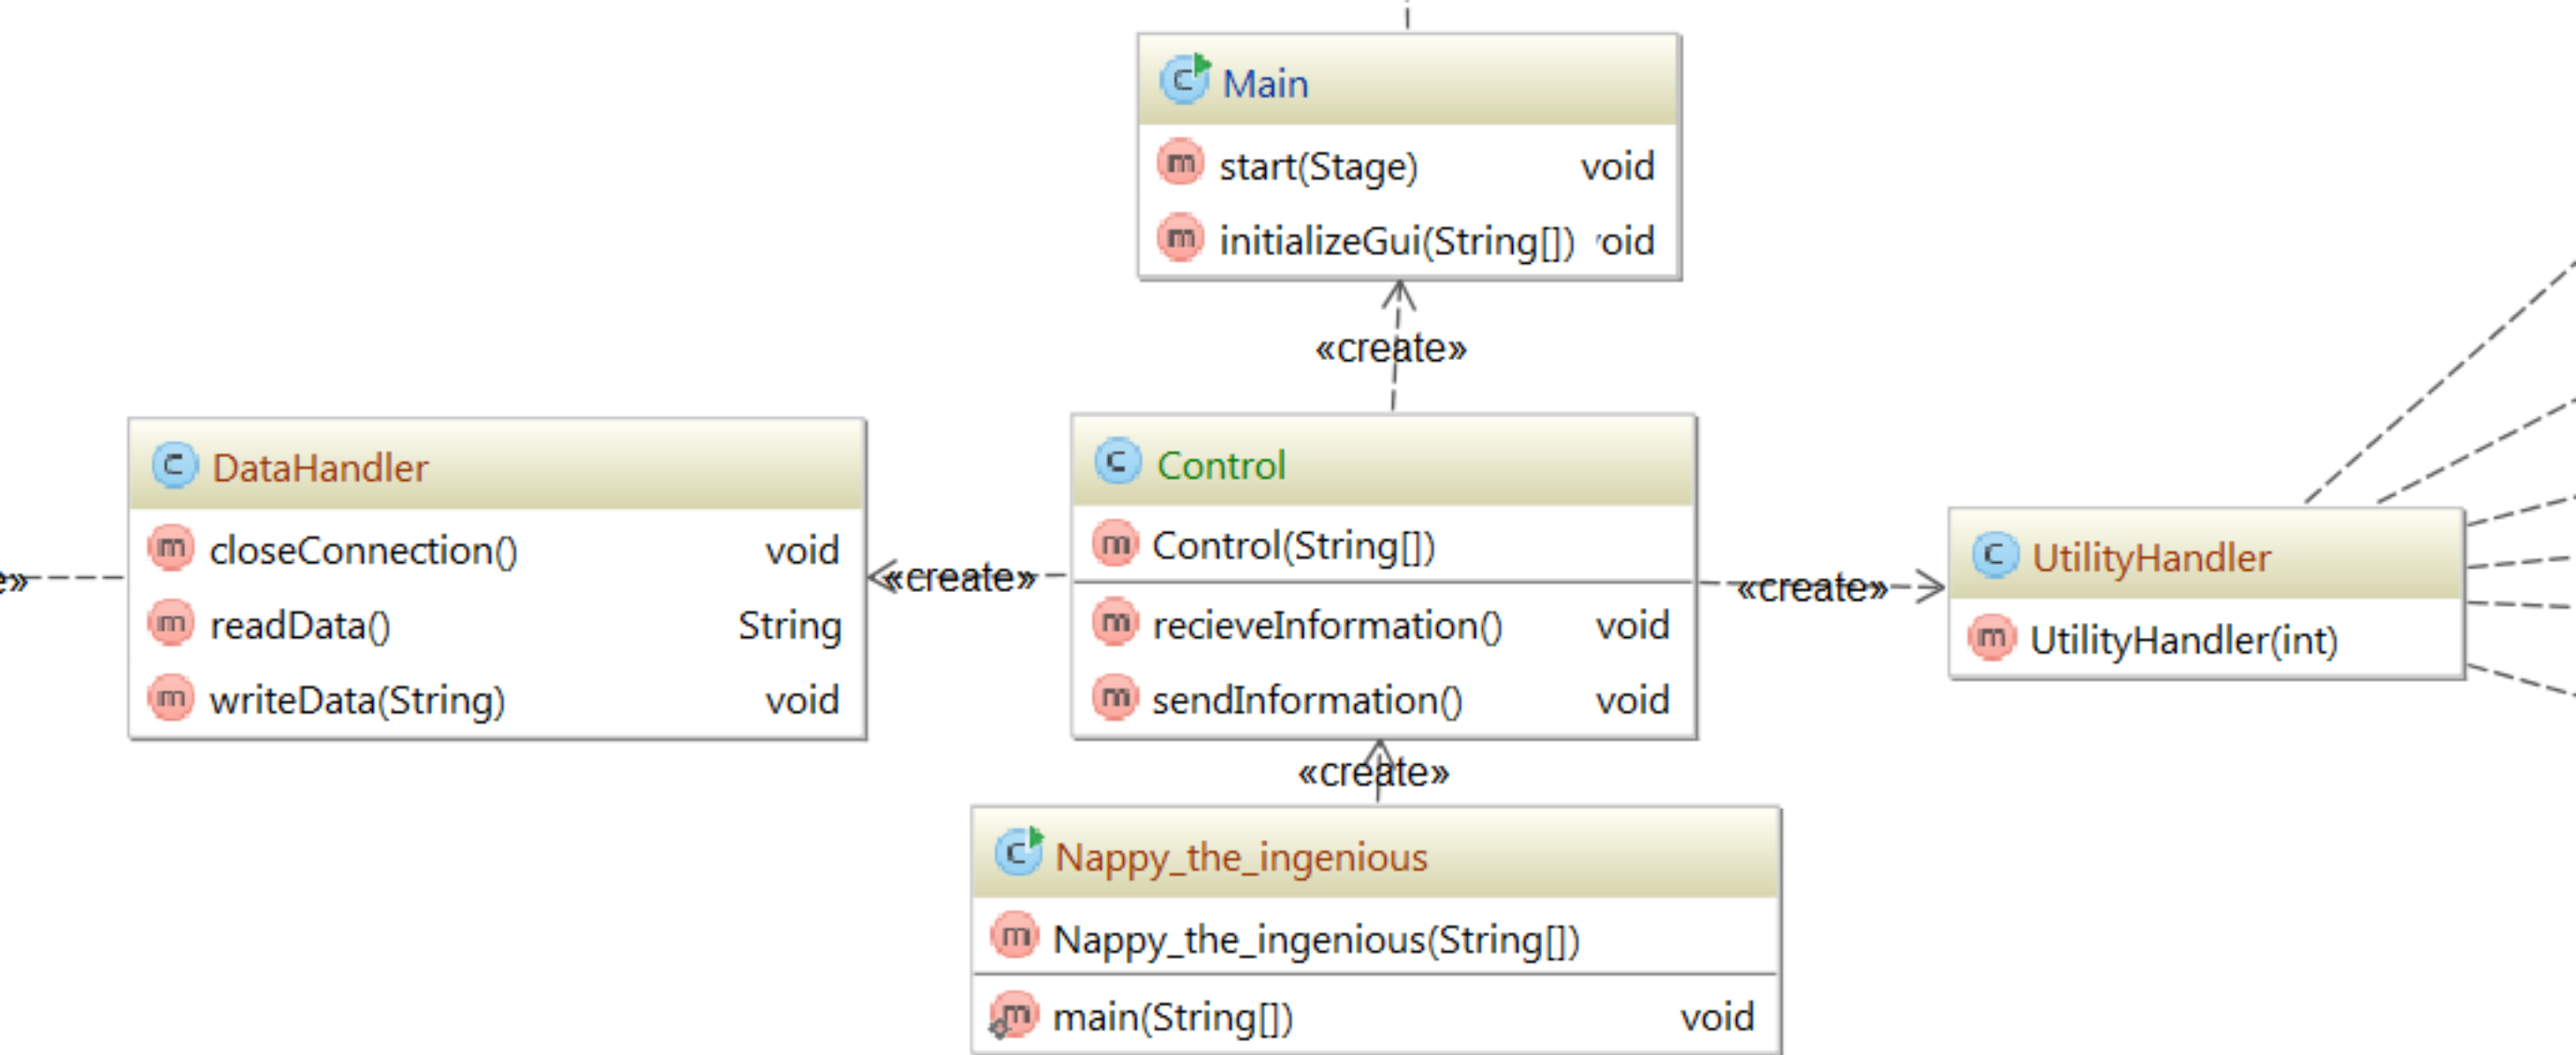 Main
start(Stage) void
initializeGui(String[]) void
«create»
DataHandler
closeConnection() void
readData() String
writeData(String) void
«create»
Control
Control(String[])
recieveInformation() void
sendInformation() void
«create»
UtilityHandler
UtilityHandler(int)
«create»
Nappy_the_ingenious
Nappy_the_ingenious(String[])
main(String[]) void